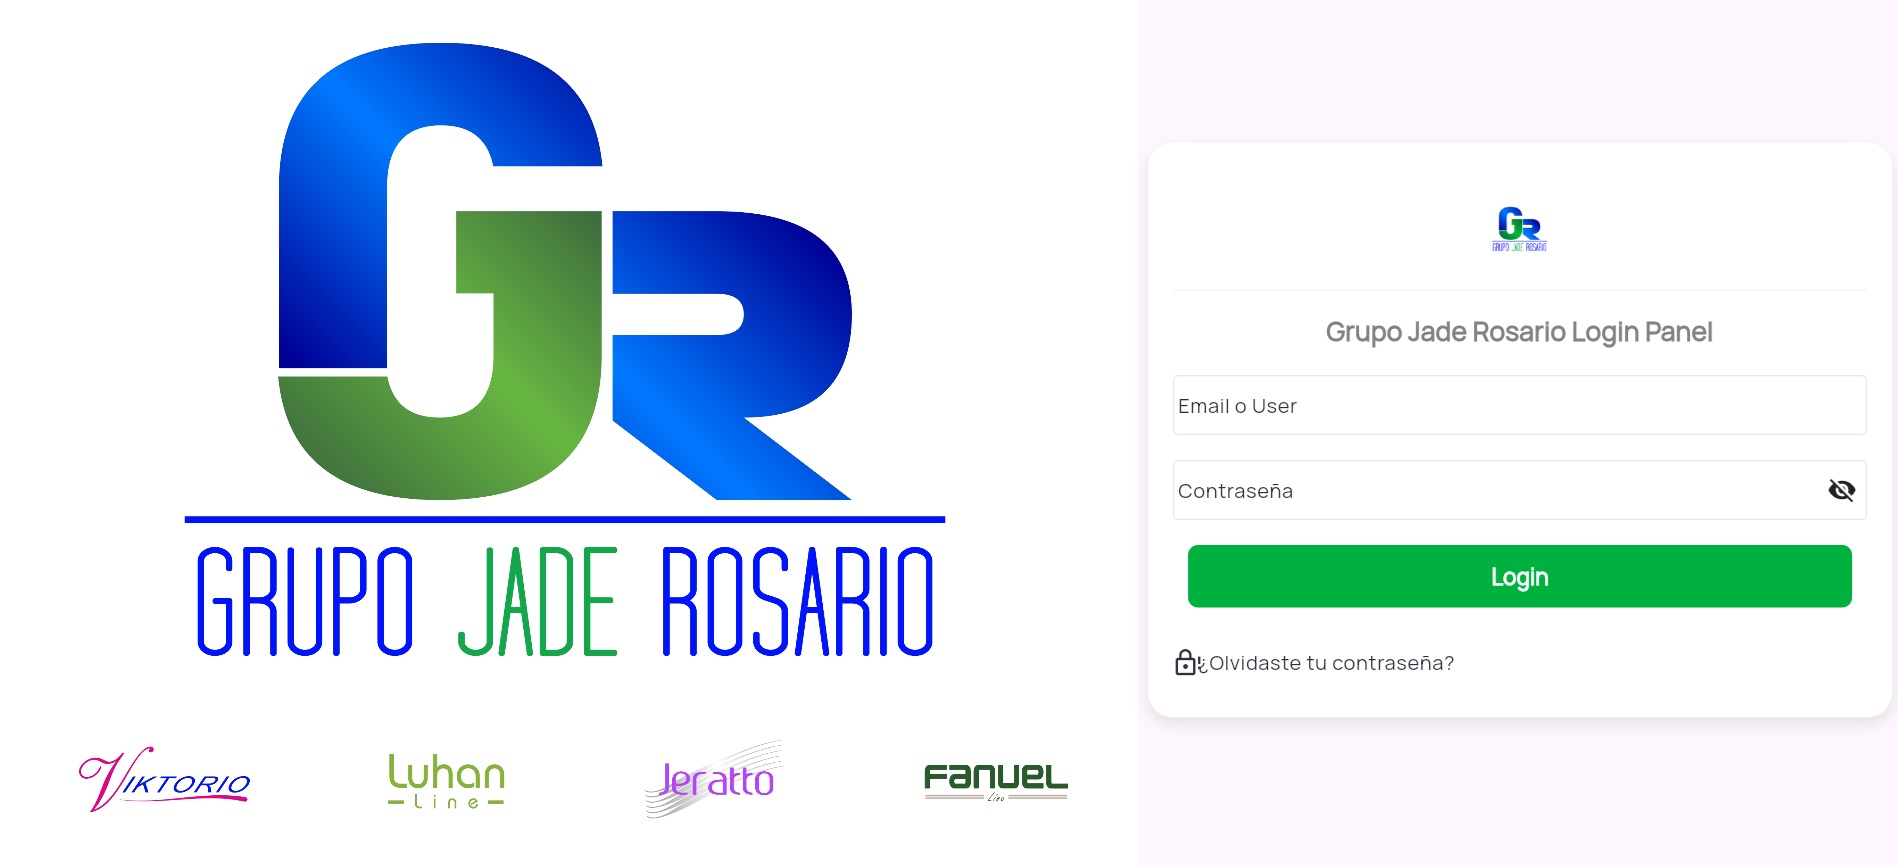 GR
GRUPO JADE ROSARIO
VIKTORIO
Luhan
Line
Jeratto
FANUEL
Line
GR
GRUPO JADE ROSARIO
Grupo Jade Rosario Login Panel
Email o User
Contraseña
Login
¿Olvidaste tu contraseña?